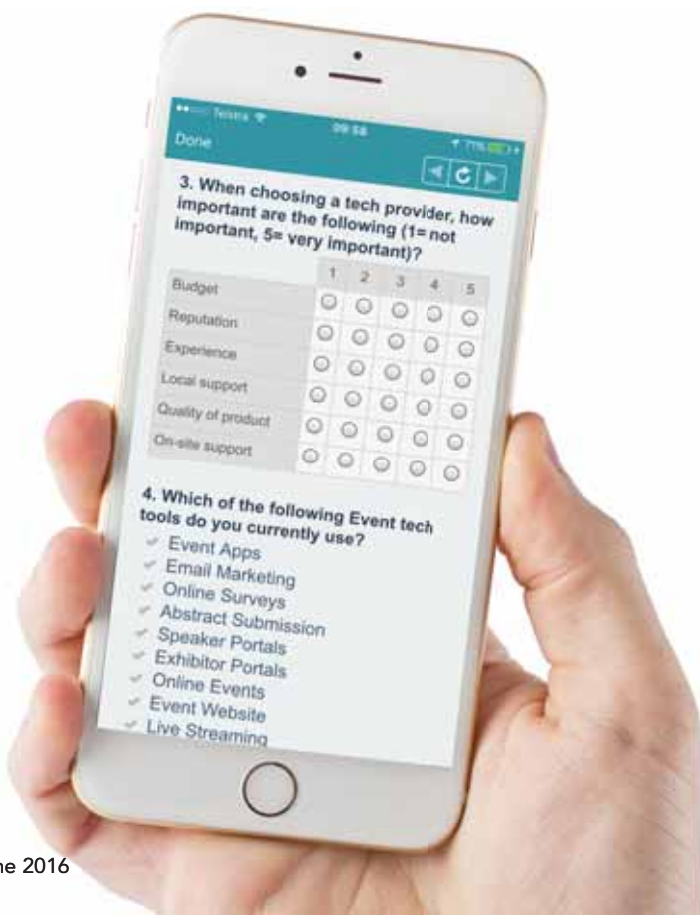 Telstra
09:58
71%
Done
3. When choosing a tech provider, how
important are the following (1= not
important, 5= very important)?
1 2 3 4 5
Budget
Reputation
Experience
Local support
Quality of product
On-site support
4. Which of the following Event tech
tools do you currently use?
Event Apps
Email Marketing
Online Surveys
Abstract Submission
Speaker Portals
Exhibitor Portals
Online Events
Event Website
Live Streaming
2016